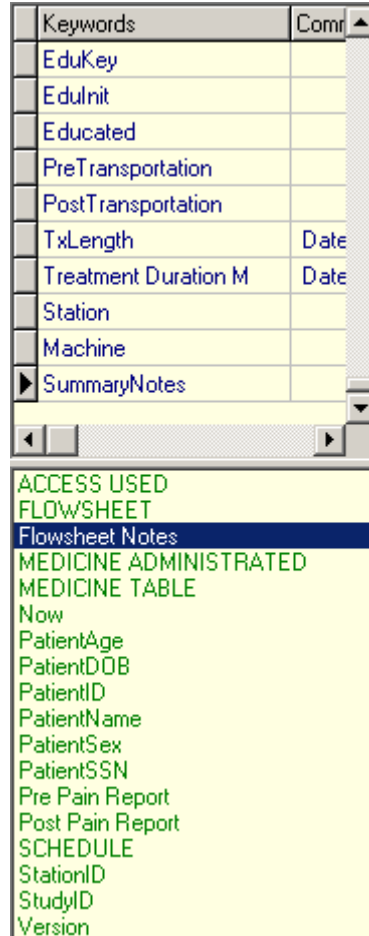 Keywords Comr
EduKey
EduInit
Educated
PreTransportation
PostTransportation
TxLength Date
Treatment Duration M Date
Station
Machine
SummaryNotes
ACCESS USED
FLOWSHEET
Flowsheet Notes
MEDICINE ADMINISTRATED
MEDICINE TABLE
Now
PatientAge
PatientDOB
PatientID
PatientName
PatientSex
PatientSSN
Pre Pain Report
Post Pain Report
SCHEDULE
StationID
StudyID
Version